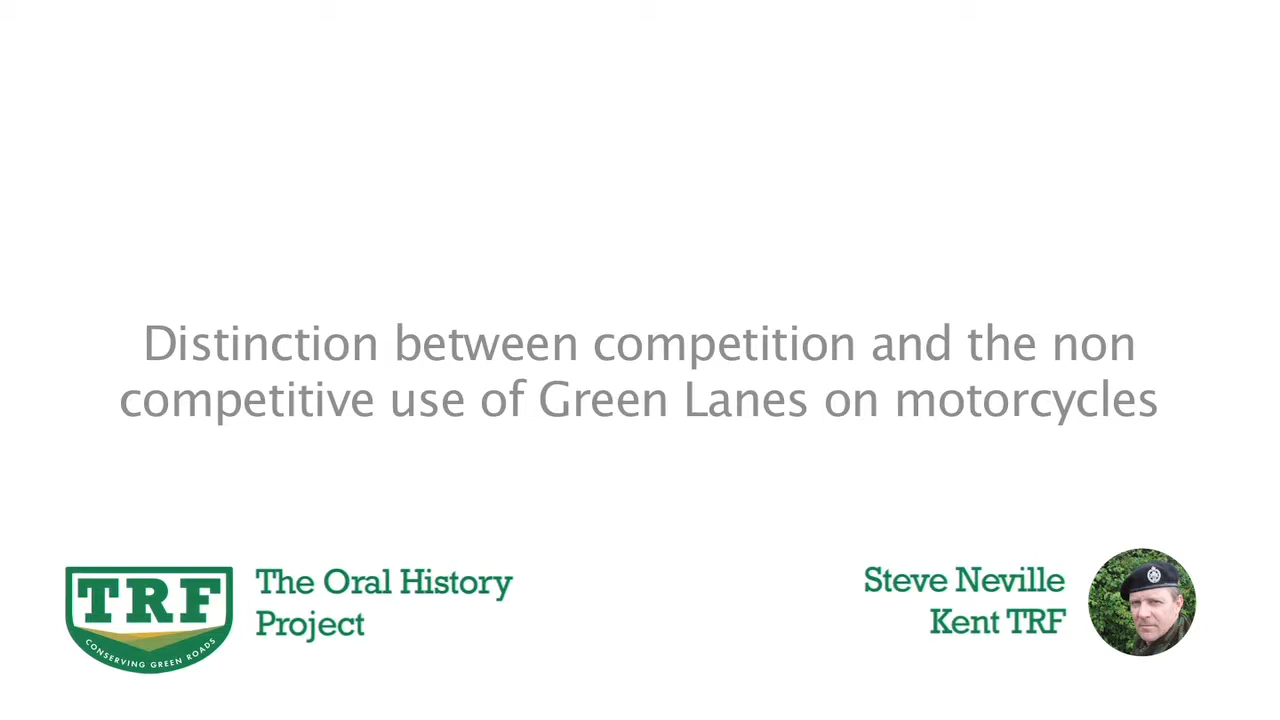 Distinction between competition and the non
competitive use of Green Lanes on motorcycles
TRF
CONSERVING GREEN ROADS
The Oral History
Project
Steve Neville
Kent TRF